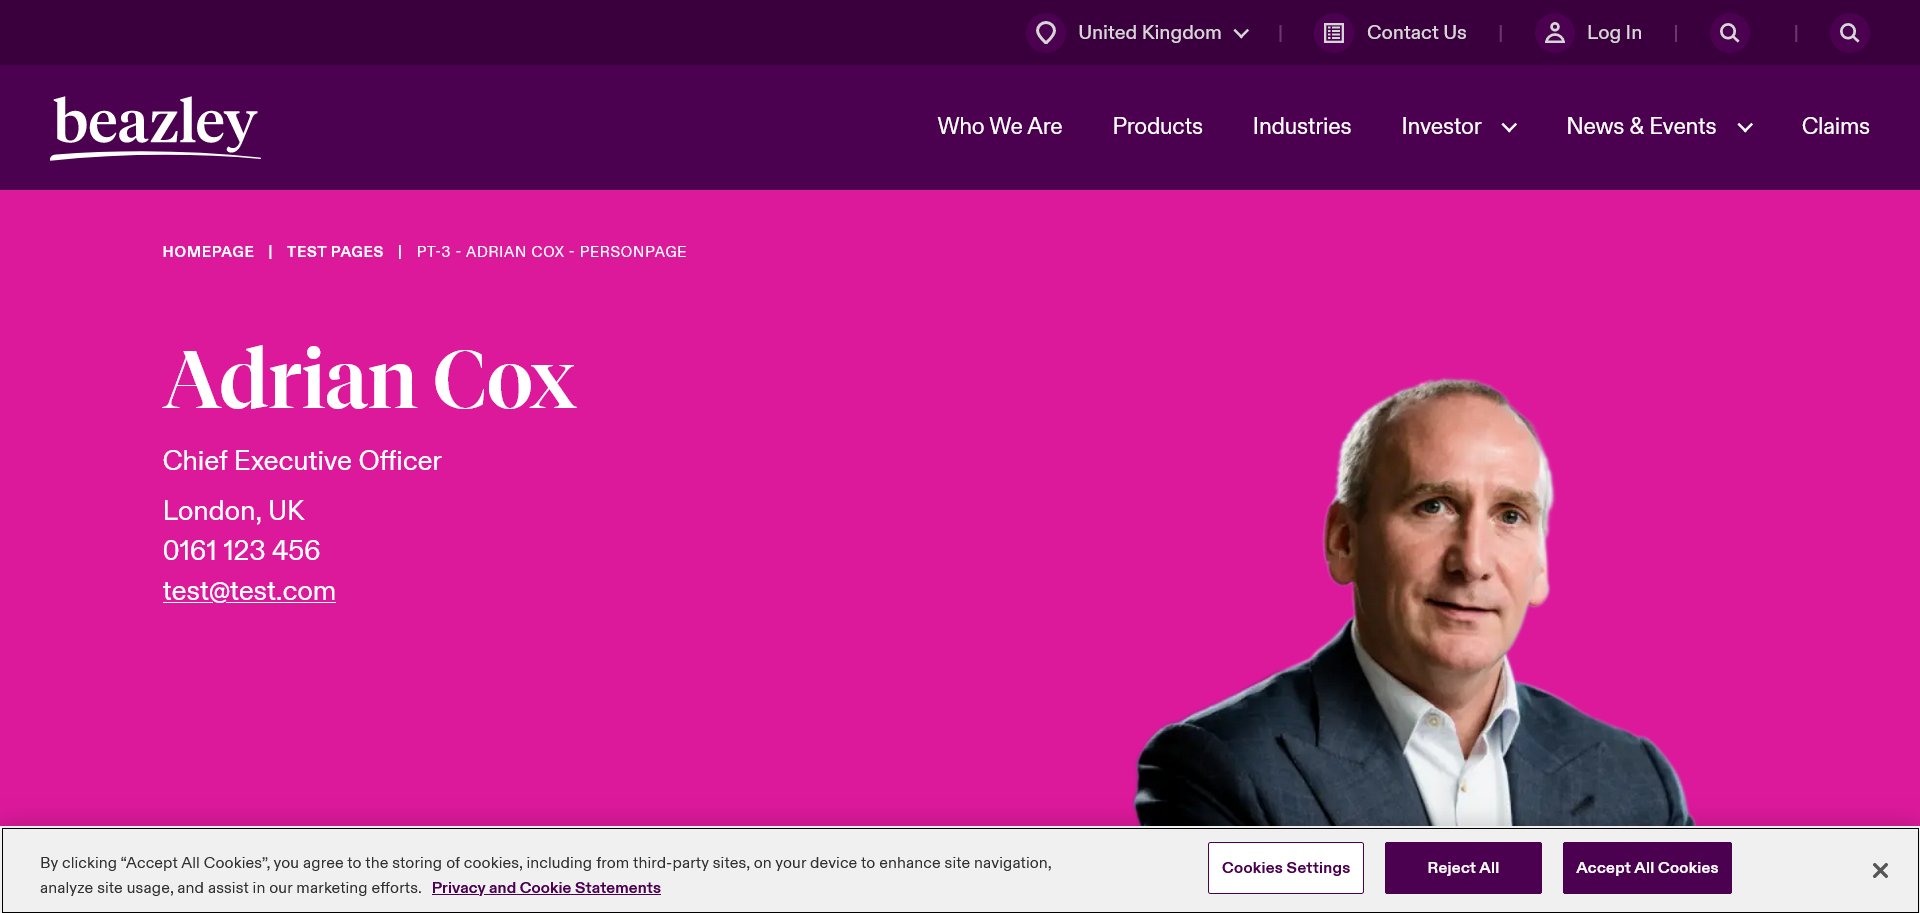 United Kingdom | Contact Us | Log In | |
beazley
Who We Are Products Industries Investor News & Events Claims
HOMEPAGE | TEST PAGES | PT-3 - ADRIAN COX - PERSONPAGE
Adrian Cox
Chief Executive Officer
London, UK
0161 123 456
test@test.com
By clicking “Accept All Cookies”, you agree to the storing of cookies, including from third-party sites, on your device to enhance site navigation,
analyze site usage, and assist in our marketing efforts. Privacy and Cookie Statements
Cookies Settings Reject All Accept All Cookies